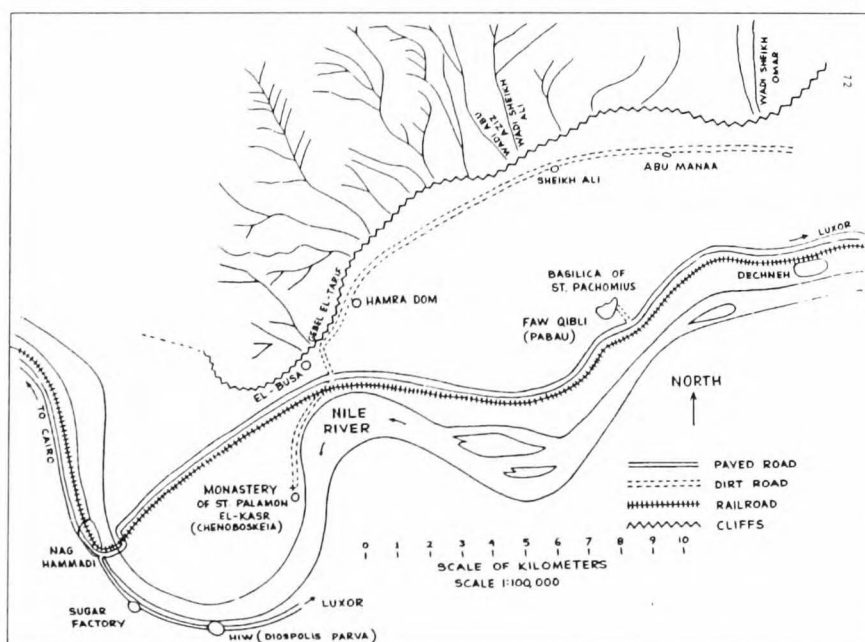 WADI SHEIKH
OMAR
72
WADI ABU
AZIZ
WADI SHEIKH
ALI
SHEIKH ALI
ABU MANAA
LUXOR
DECHNEH
BASILICA OF
ST. PACHOMIUS
FAW QIBLI
(PABAU)
GEBEL EL-TARIF
HAMRA DOM
EL-BUSA
TO CAIRO
NILE
RIVER
NORTH
MONASTERY
OF ST. PALAMON
EL-KASR
(CHENOBOSKEIA)
PAVED ROAD
DIRT ROAD
RAILROAD
CLIFFS
NAG
HAMMADI
0 1 2 3 4 5 6 7 8 9 10
SCALE OF KILOMETERS
SCALE 1:100,000
SUGAR
FACTORY
LUXOR
HIW (DIOSPOLIS PARVA)